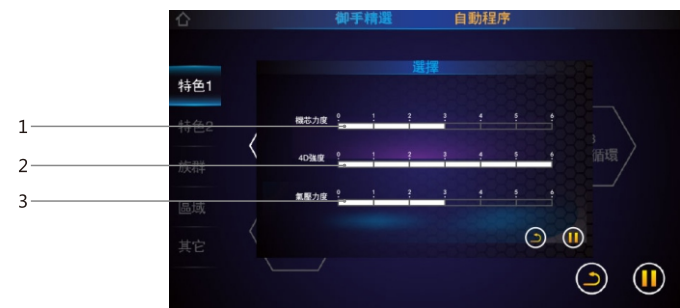 御手精選 自動程序
選擇
特色1
1 機芯力度 0 1 2 3 4 5 6
特色2
2 4D強度 0 1 2 3 4 5 6
族群
循環
3 氣壓力度 0 1 2 3 4 5 6
區域
其它